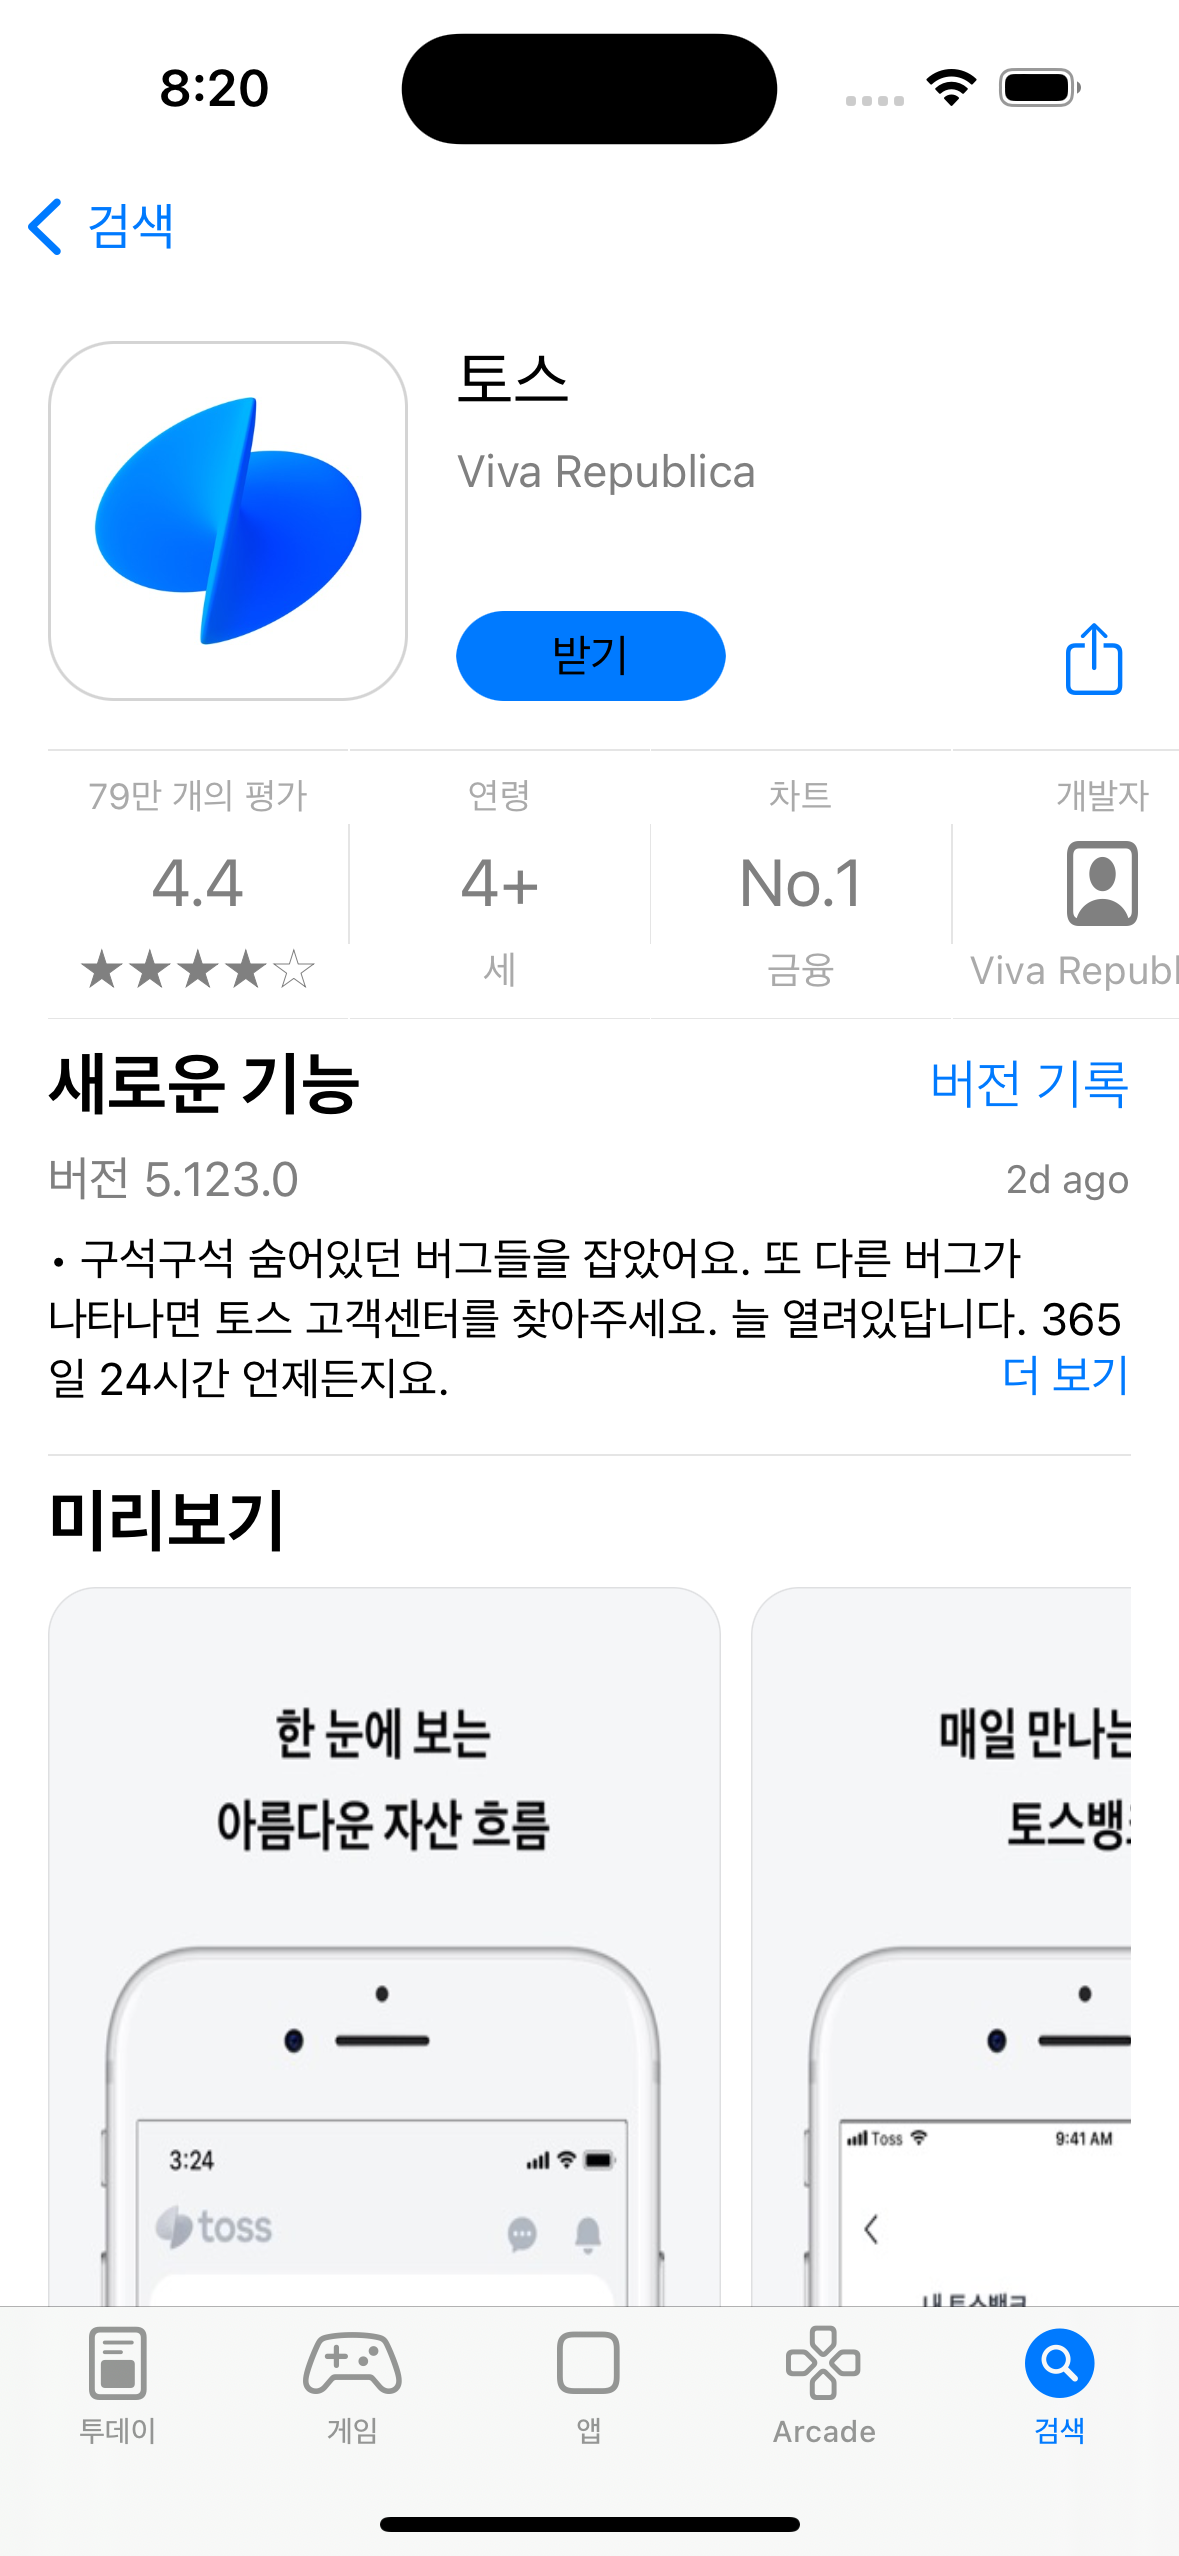 8:20
검색
토스
Viva Republica
받기
79만 개의 평가
4.4
★★★★☆
연령
4+
세
차트
No.1
금융
개발자
Viva Republ
새로운 기능
버전 기록
버전 5.123.0
2d ago
• 구석구석 숨어있던 버그들을 잡았어요. 또 다른 버그가
나타나면 토스 고객센터를 찾아주세요. 늘 열려있답니다. 365
일 24시간 언제든지요.
더 보기
미리보기
한 눈에 보는
아름다운 자산 흐름
3:24
toss
매일 만나는
토스뱅
Toss
9:41 AM
내 토스뱅크
투데이
게임
앱
Arcade
검색